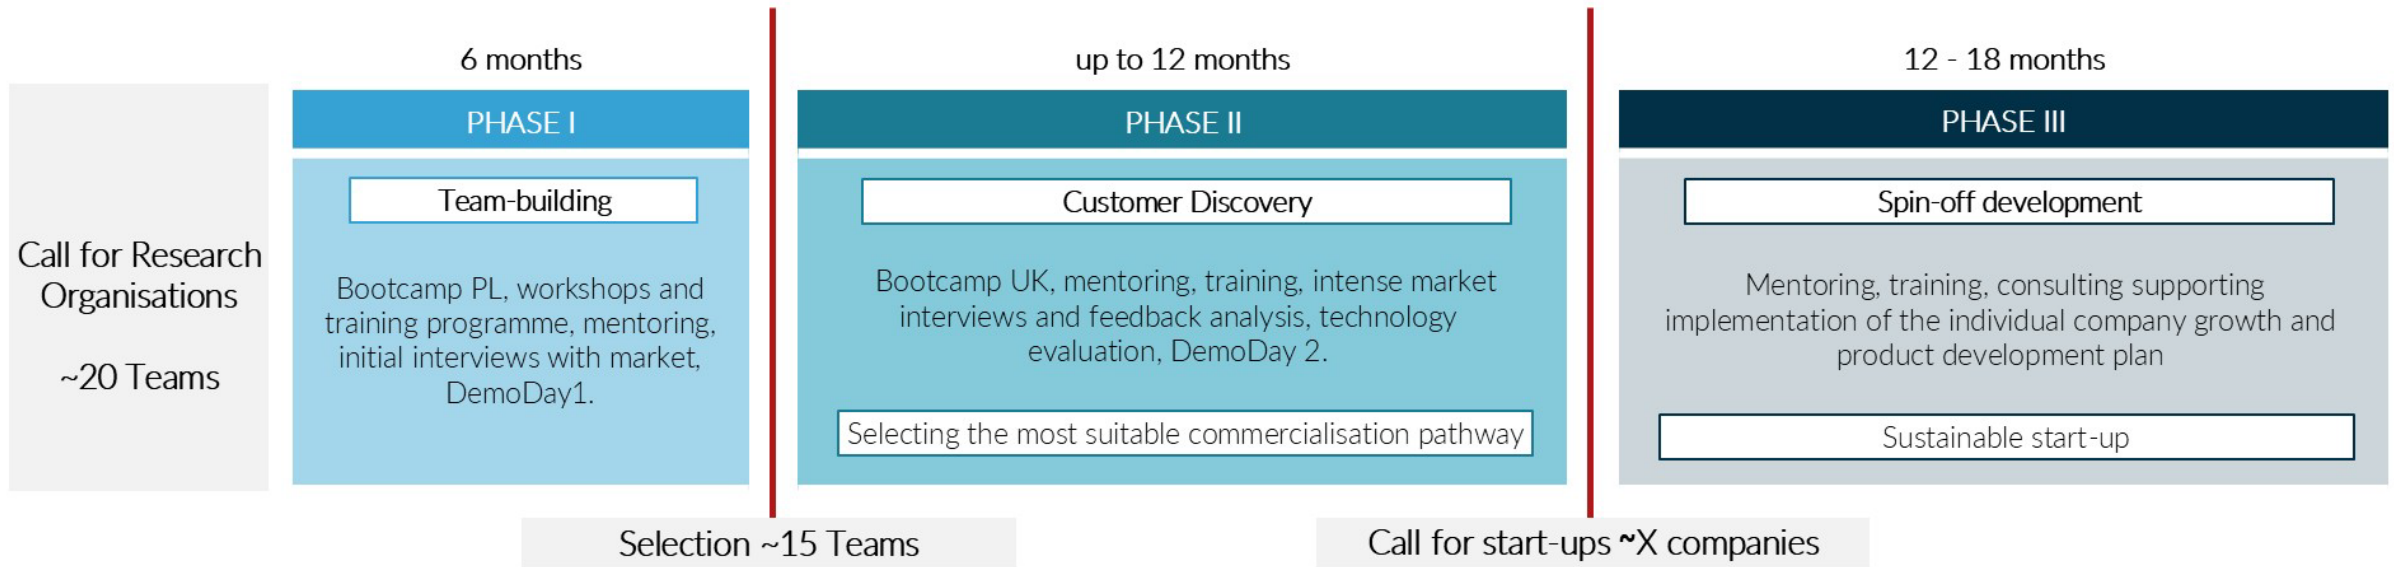 Call for Research
Organisations
~20 Teams
6 months
PHASE I
Team-building
Bootcamp PL, workshops and
training programme, mentoring,
initial interviews with market,
DemoDay1.
Selection ~15 Teams
up to 12 months
PHASE II
Customer Discovery
Bootcamp UK, mentoring, training, intense market
interviews and feedback analysis, technology
evaluation, DemoDay 2.
Selecting the most suitable commercialisation pathway
Call for start-ups ~X companies
12 - 18 months
PHASE III
Spin-off development
Mentoring, training, consulting supporting
implementation of the individual company growth and
product development plan
Sustainable start-up